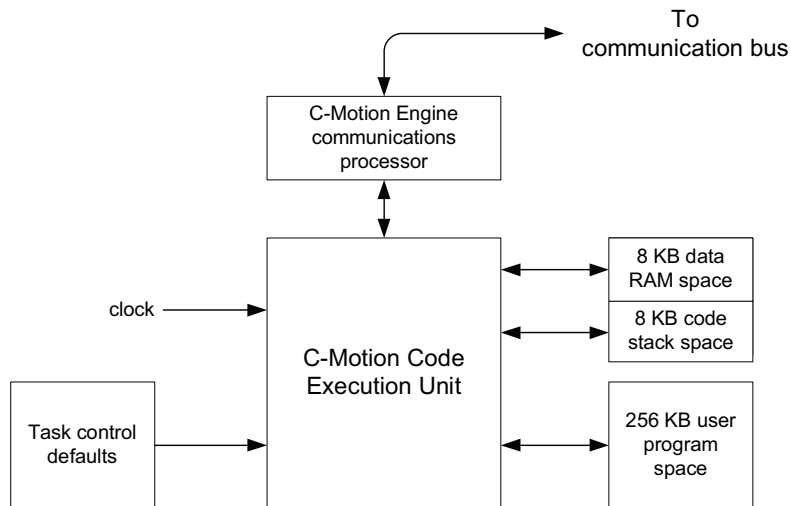 To
communication bus
C-Motion Engine
communications
processor
8 KB data
RAM space
clock
8 KB code
stack space
C-Motion Code
Execution Unit
Task control
defaults
256 KB user
program
space